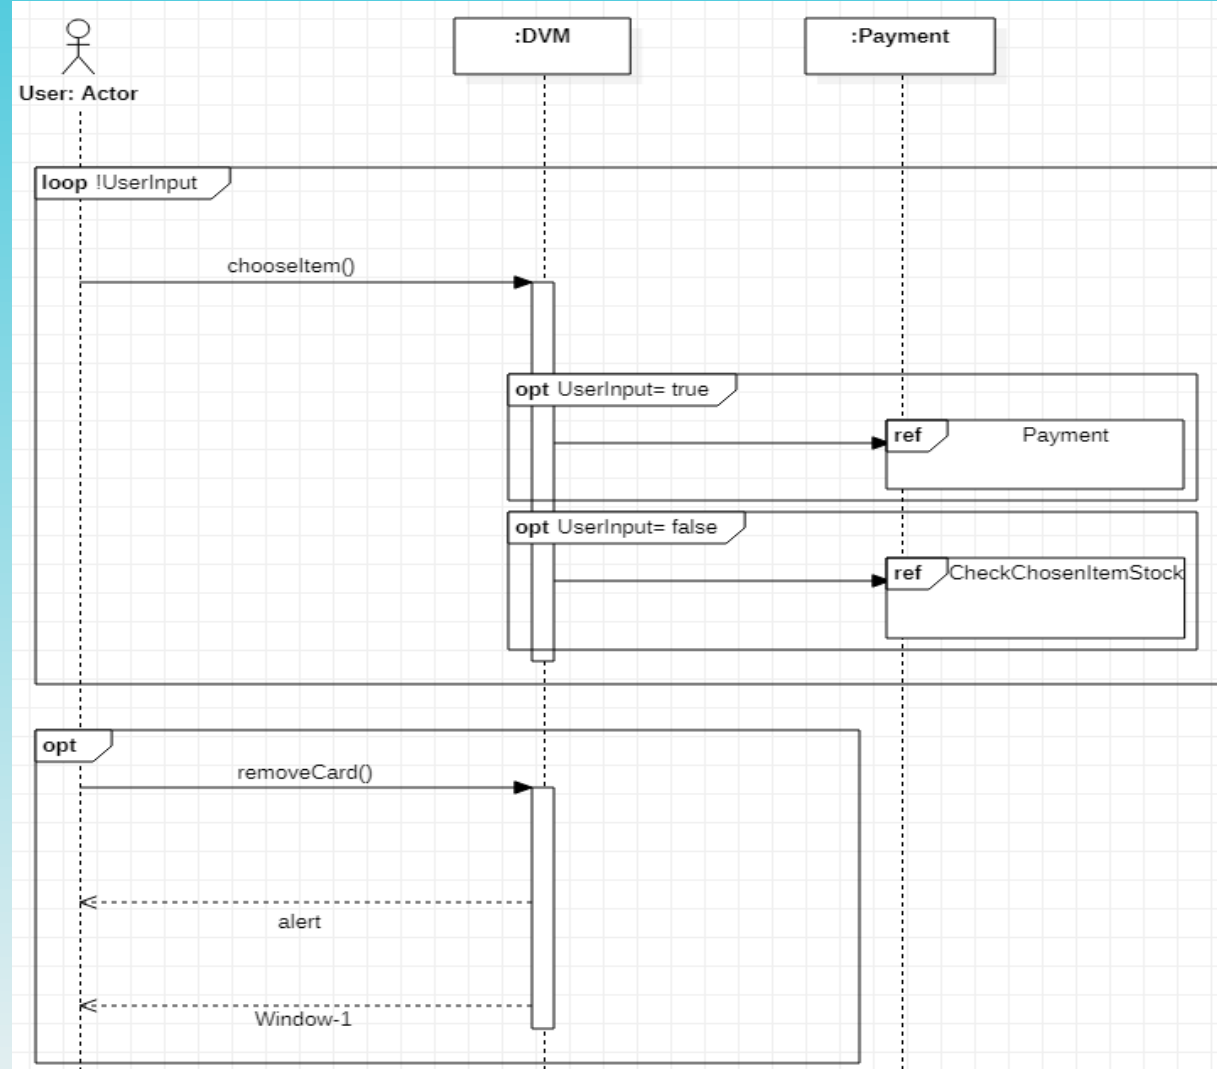 :DVM
:Payment
User: Actor
loop !UserInput
chooseItem()
opt UserInput= true
ref Payment
opt UserInput= false
ref CheckChosenItemStock
opt
removeCard()
alert
Window-1